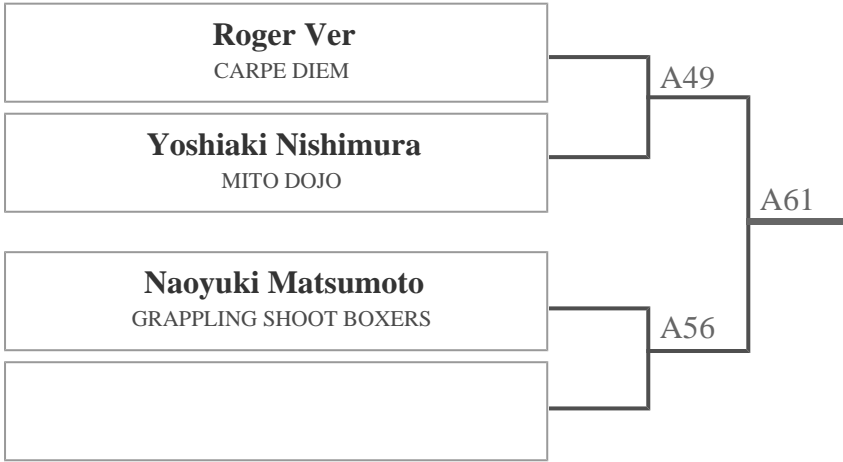 Roger Ver
CARPE DIEM
A49
Yoshiaki Nishimura
MITO DOJO
A61
Naoyuki Matsumoto
GRAPPLING SHOOT BOXERS
A56